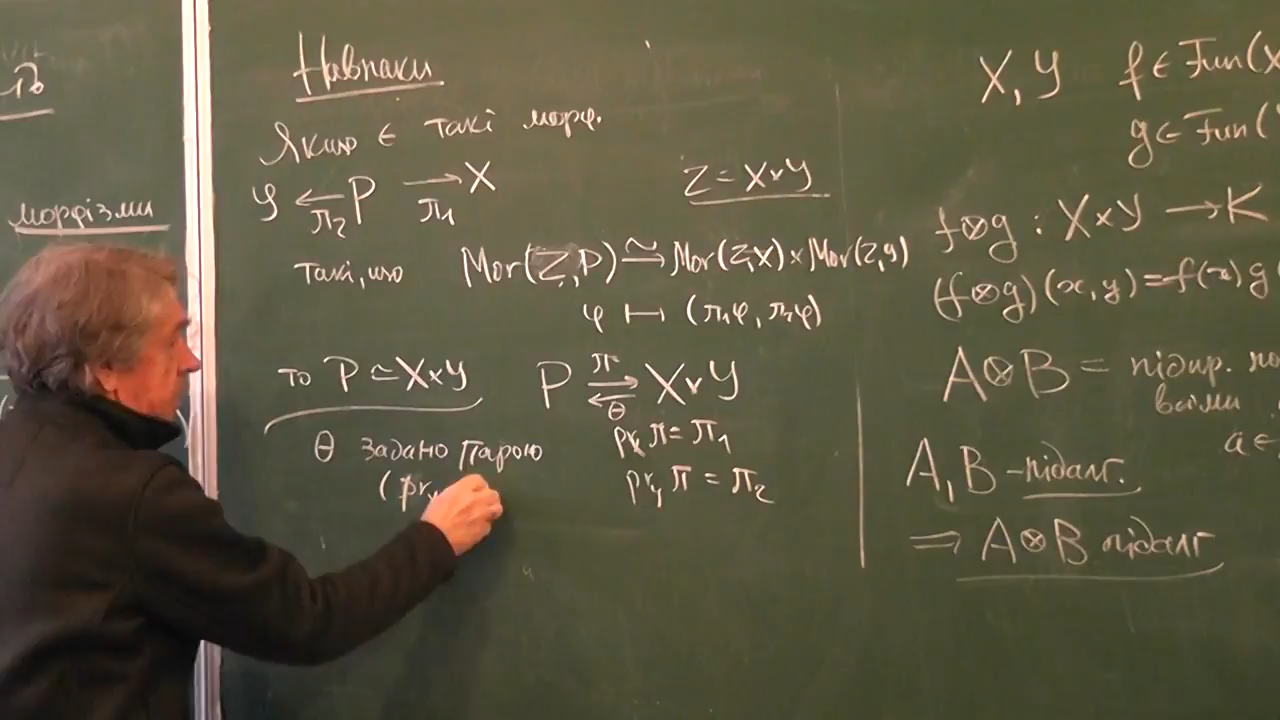 морфізми
Навпаки
Якщо є такі морф.
Y ←π₂ P →π₁ X
Z = X×Y
такі, що Mor(Z,P) ≃→ Mor(Z,X)×Mor(Z,Y)
φ ↦ (π₁φ, π₂φ)
то P ≃ X×Y
P ⇄ X×Y
π
θ
θ задано парою
(pr
prₓ π = π₁
pr_y π = π₂
X, Y f ∈ Fun(X
g ∈ Fun(
f⊗g : X×Y → K
(f⊗g)(x,y) = f(x)g
A⊗B = підпр.
всіми
a ∈
A, B - підалг.
⇒ A⊗B підалг